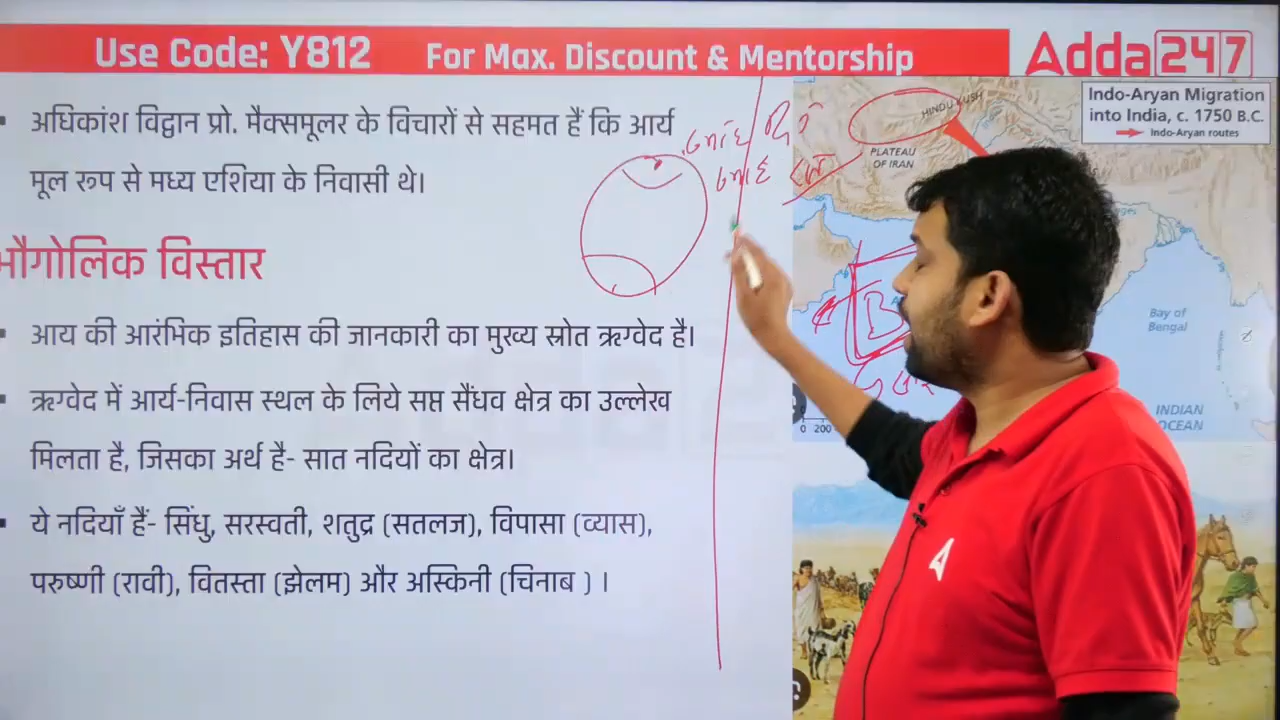 Use Code: Y812 For Max. Discount & Mentorship
Adda247
अधिकांश विद्वान प्रो. मैक्समूलर के विचारों से सहमत हैं कि आर्य
मूल रूप से मध्य एशिया के निवासी थे।
भौगोलिक विस्तार
आय की आरंभिक इतिहास की जानकारी का मुख्य स्रोत ऋग्वेद है।
ऋग्वेद में आर्य-निवास स्थल के लिये सप्त सैंधव क्षेत्र का उल्लेख
मिलता है, जिसका अर्थ है- सात नदियों का क्षेत्र।
ये नदियाँ हैं- सिंधु, सरस्वती, शतुद्र (सतलज), विपासा (व्यास),
परुष्णी (रावी), वितस्ता (झेलम) और अस्किनी (चिनाब ) ।
Indo-Aryan Migration
into India, c. 1750 B.C.
Indo-Aryan routes
HINDU KUSH
PLATEAU
OF IRAN
B
Bay of
Bengal
INDIAN
OCEAN
0 200
A